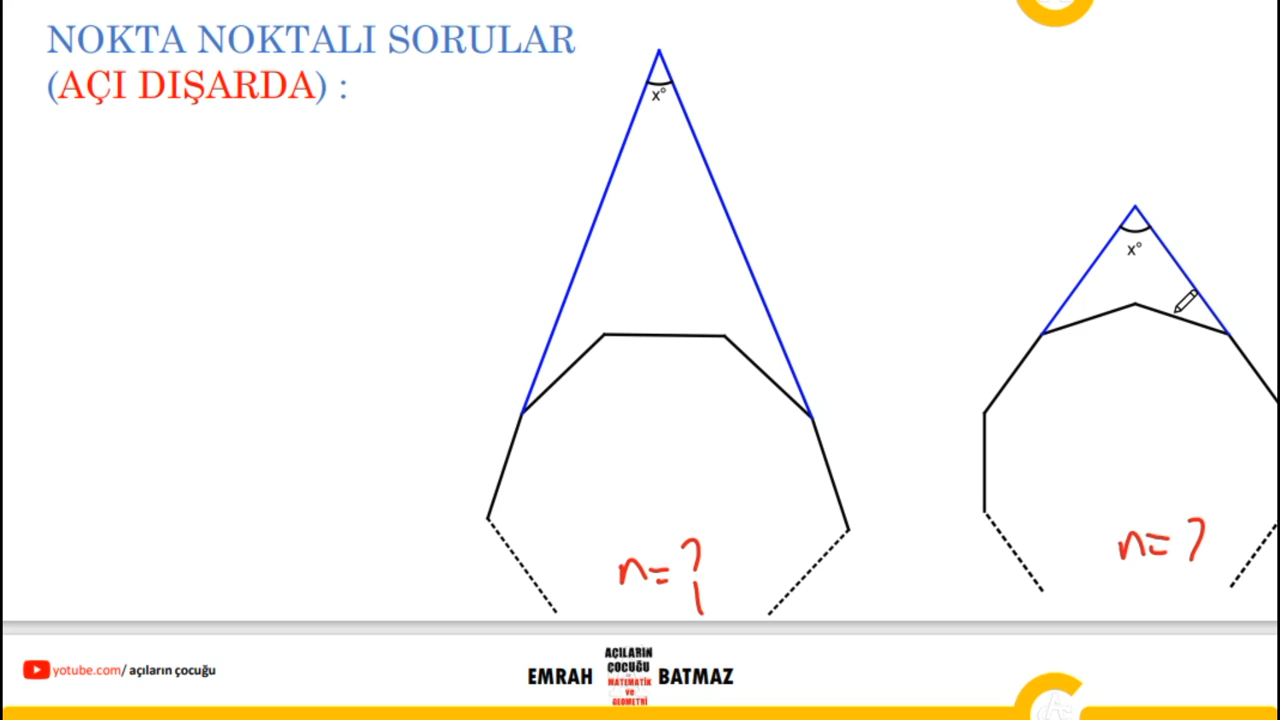 NOKTA NOKTALI SORULAR
(AÇI DIŞARDA) :
x°
x°
n=?
n=?
yotube.com/ açıların çocuğu
EMRAH
AÇILARIN
ÇOCUĞU
MATEMATİK
ve
GEOMETRİ
BATMAZ